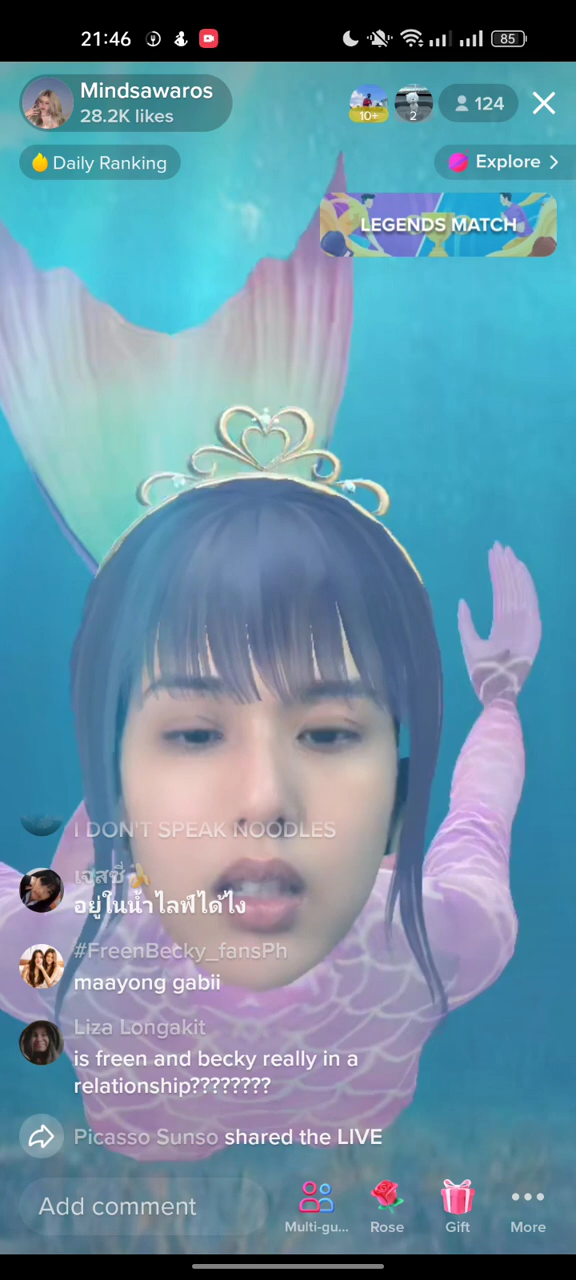 21:46
85
Mindsawaros
28.2K likes
10+
2
124
Daily Ranking
Explore
LEGENDS MATCH
I DON'T SPEAK NOODLES
เจสซี่🍌
อยู่ในน้ำไลฟ์ได้ไง
#FreenBecky_fansPh
maayong gabii
Liza Longakit
is freen and becky really in a
relationship????????
Picasso Sunso shared the LIVE
Add comment
Multi-gu...
Rose
Gift
More